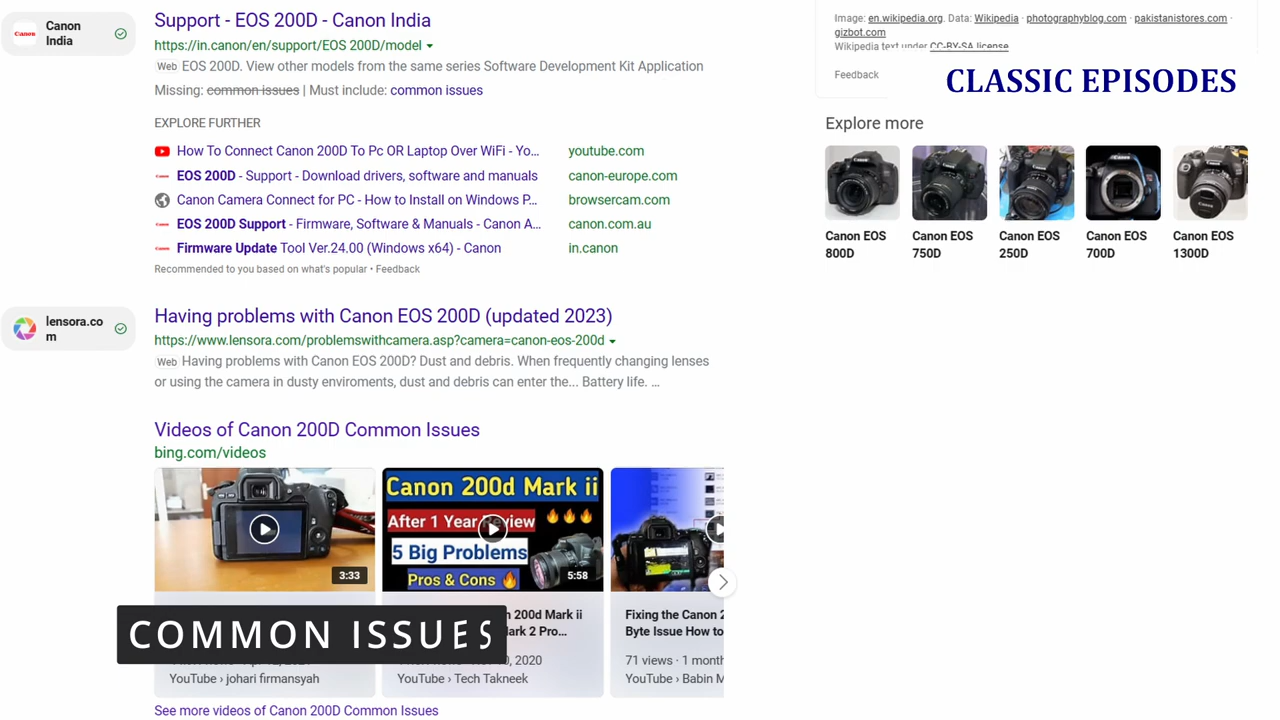 Canon
Canon
India
Support - EOS 200D - Canon India
https://in.canon/en/support/EOS 200D/model
Web EOS 200D. View other models from the same series Software Development Kit Application
Missing: common issues | Must include: common issues
EXPLORE FURTHER
How To Connect Canon 200D To Pc OR Laptop Over WiFi - Yo... youtube.com
EOS 200D - Support - Download drivers, software and manuals canon-europe.com
Canon Camera Connect for PC - How to Install on Windows P... browsercam.com
EOS 200D Support - Firmware, Software & Manuals - Canon A... canon.com.au
Firmware Update Tool Ver.24.00 (Windows x64) - Canon in.canon
Recommended to you based on what's popular • Feedback
lensora.co
m
Having problems with Canon EOS 200D (updated 2023)
https://www.lensora.com/problemswithcamera.asp?camera=canon-eos-200d
Web Having problems with Canon EOS 200D? Dust and debris. When frequently changing lenses
or using the camera in dusty enviroments, dust and debris can enter the... Battery life. ...
Videos of Canon 200D Common Issues
bing.com/videos
3:33
Canon 200d Mark ii
After 1 Year Review
5 Big Problems
Pros & Cons
5:58
COMMON ISSUES
YouTube › johari firmansyah
200d Mark ii
Mark 2 Pro...
, 2020
YouTube › Tech Takneek
Fixing the Canon 2
Byte Issue How to
71 views · 1 month
YouTube › Babin M
See more videos of Canon 200D Common Issues
Image: en.wikipedia.org. Data: Wikipedia · photographyblog.com · pakistanistores.com ·
gizbot.com
Wikipedia text under CC-BY-SA license
Feedback
CLASSIC EPISODES
Explore more
Canon EOS
800D
Canon EOS
750D
Canon EOS
250D
Canon EOS
700D
Canon EOS
1300D